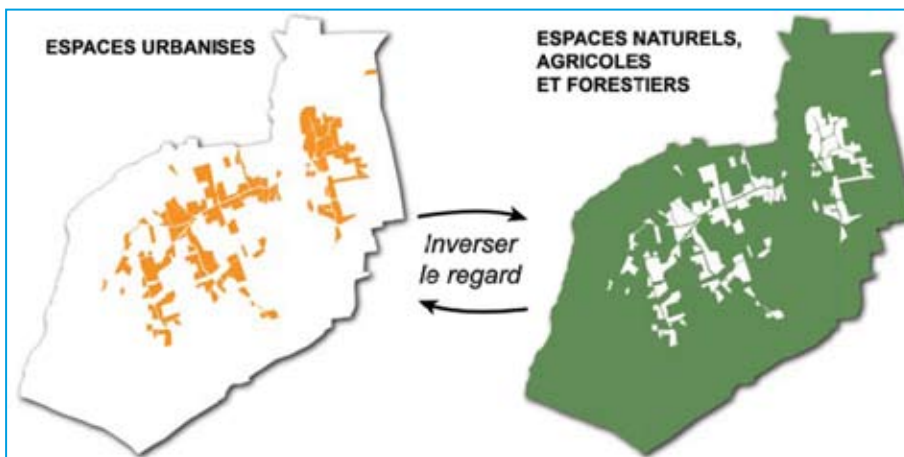 ESPACES URBANISES
ESPACES NATURELS,
AGRICOLES
ET FORESTIERS
Inverser
le regard